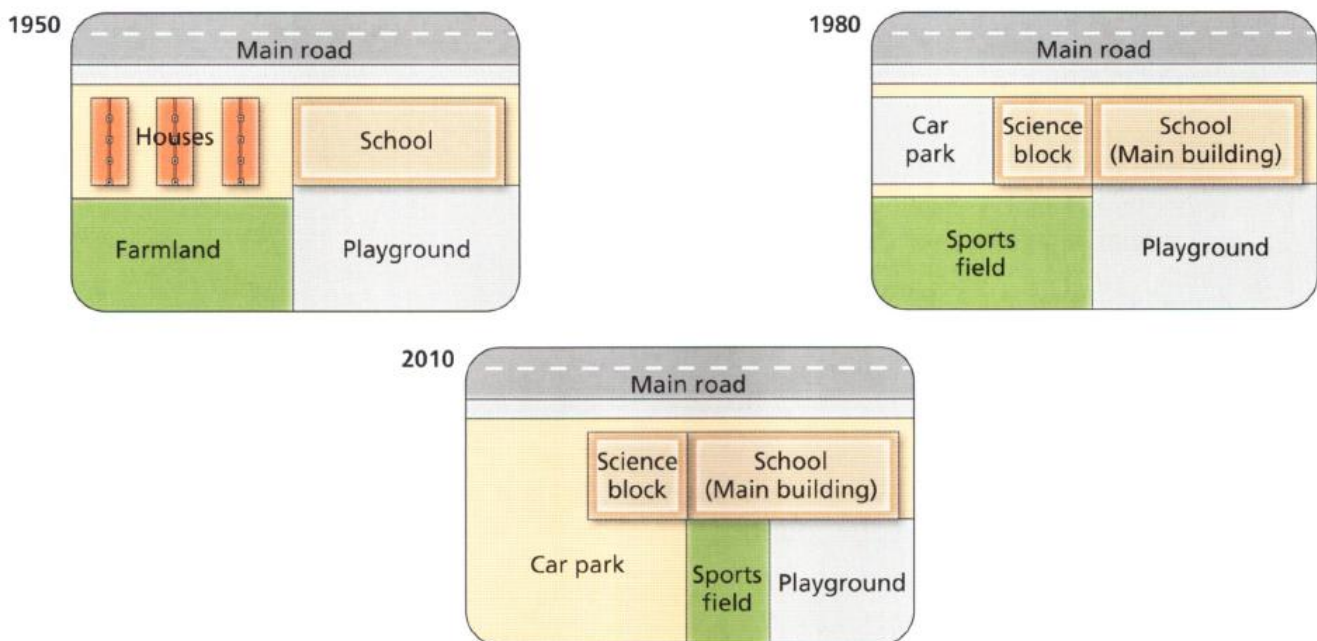 1950
Main road
Houses
School
Farmland
Playground
1980
Main road
Car
park
Science
block
School
(Main building)
Sports
field
Playground
2010
Main road
Science
block
School
(Main building)
Car park
Sports
field
Playground